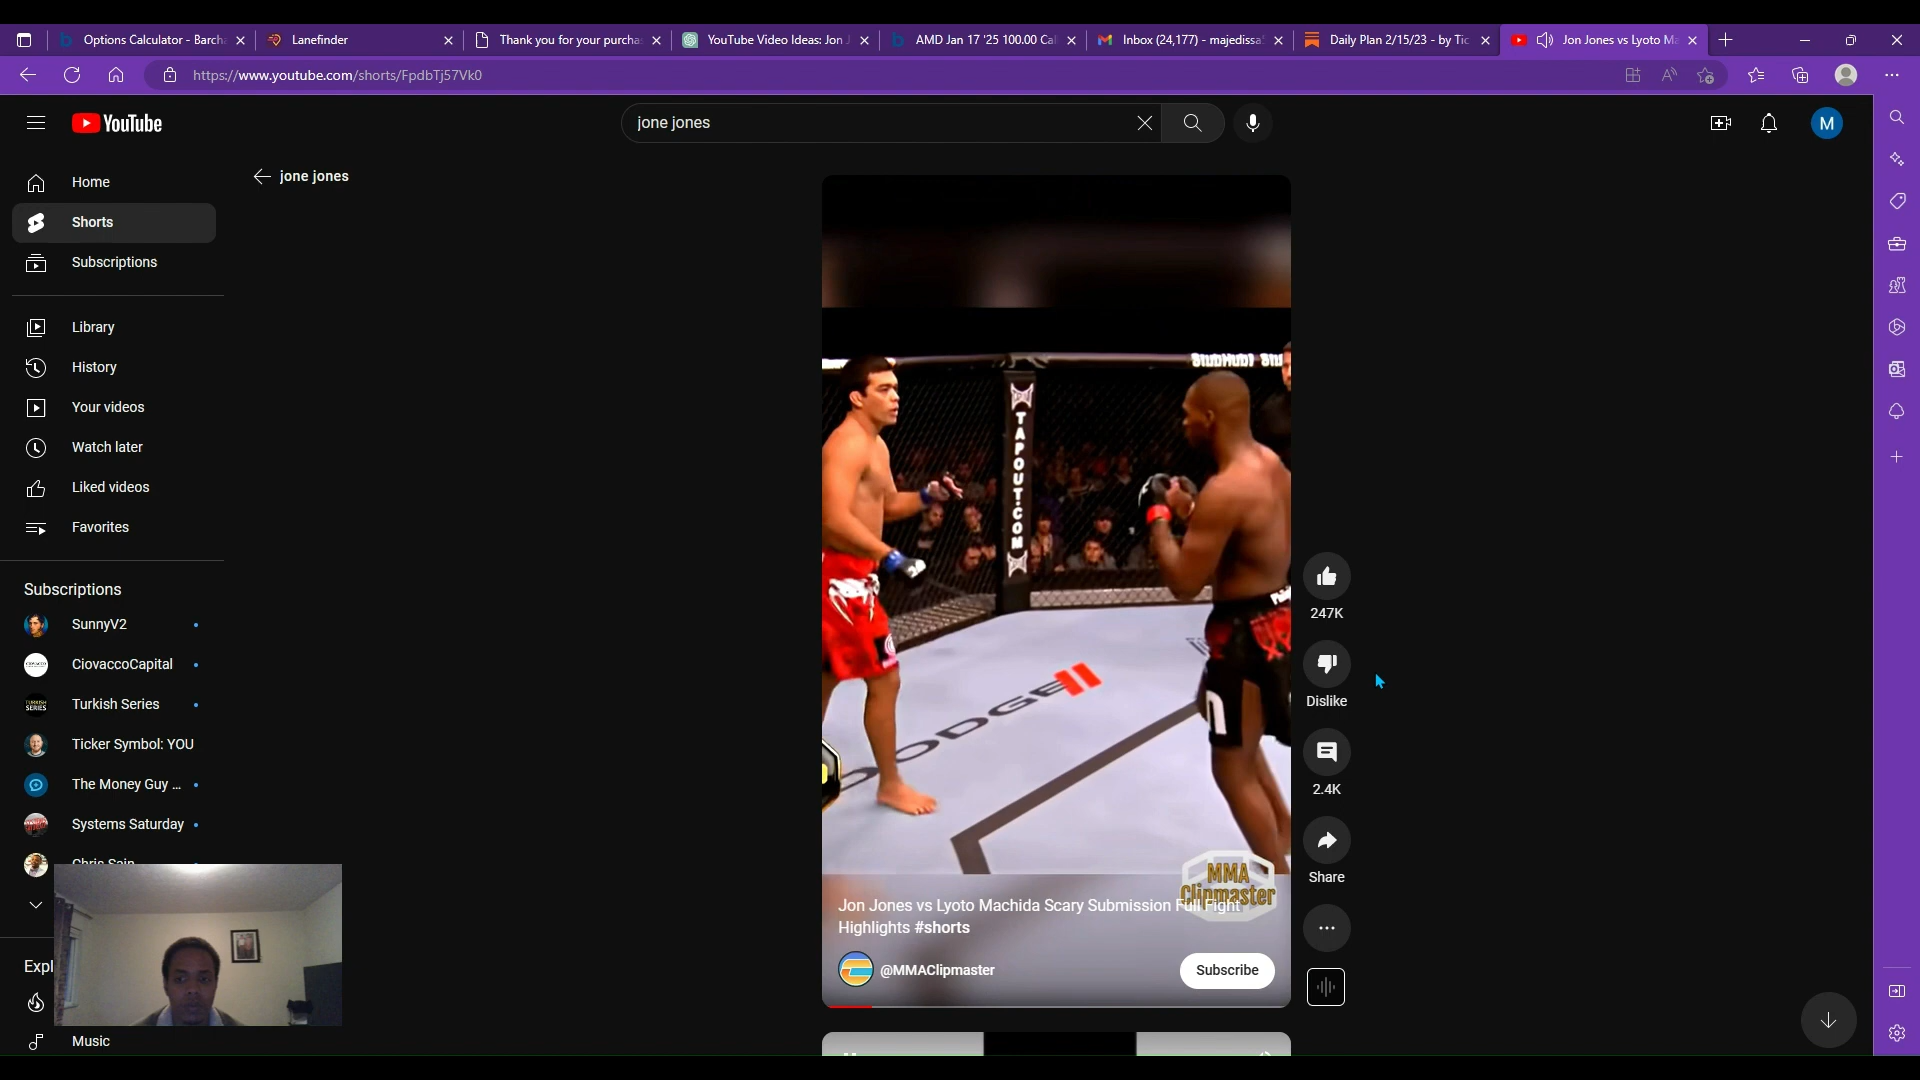 Options Calculator - Barch
Lanefinder
Thank you for your purcha
YouTube Video Ideas: Jon J
AMD Jan 17 '25 100.00 Cal
Inbox (24,177) - majedissa
Daily Plan 2/15/23 - by Tic
Jon Jones vs Lyoto Ma
https://www.youtube.com/shorts/FpdbTj57Vk0
YouTube
jone jones
M
Home
Shorts
Subscriptions
Library
History
Your videos
Watch later
Liked videos
Favorites
Subscriptions
SunnyV2
CiovaccoCapital
Turkish Series
Ticker Symbol: YOU
The Money Guy ...
Systems Saturday
Chris Sain
Expl
Music
jone jones
StubHub!
TAPOUT.COM
DODGE
MMA
Clipmaster
Jon Jones vs Lyoto Machida Scary Submission Full Fight
Highlights #shorts
@MMAClipmaster
Subscribe
247K
Dislike
2.4K
Share